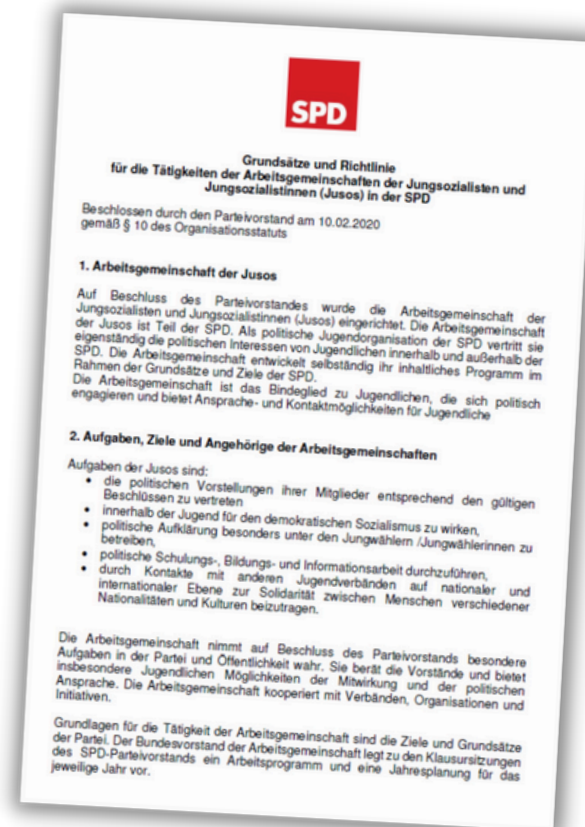 SPD
Grundsätze und Richtlinie
für die Tätigkeiten der Arbeitsgemeinschaften der Jungsozialisten und
Jungsozialistinnen (Jusos) in der SPD
Beschlossen durch den Parteivorstand am 10.02.2020
gemäß § 10 des Organisationsstatuts
1. Arbeitsgemeinschaft der Jusos
Auf Beschluss des Parteivorstandes wurde die Arbeitsgemeinschaft der
Jungsozialisten und Jungsozialistinnen (Jusos) eingerichtet. Die Arbeitsgemeinschaft
der Jusos ist Teil der SPD. Als politische Jugendorganisation der SPD vertritt sie
eigenständig die politischen Interessen von Jugendlichen innerhalb und außerhalb der
SPD. Die Arbeitsgemeinschaft entwickelt selbständig ihr inhaltliches Programm im
Rahmen der Grundsätze und Ziele der SPD.
Die Arbeitsgemeinschaft ist das Bindeglied zu Jugendlichen, die sich politisch
engagieren und bietet Ansprache- und Kontaktmöglichkeiten für Jugendliche
2. Aufgaben, Ziele und Angehörige der Arbeitsgemeinschaften
Aufgaben der Jusos sind:
• die politischen Vorstellungen ihrer Mitglieder entsprechend den gültigen
Beschlüssen zu vertreten
• innerhalb der Jugend für den demokratischen Sozialismus zu wirken,
• politische Aufklärung besonders unter den Jungwählern /Jungwählerinnen zu
betreiben,
• politische Schulungs-, Bildungs- und Informationsarbeit durchzuführen,
• durch Kontakte mit anderen Jugendverbänden auf nationaler und
internationaler Ebene zur Solidarität zwischen Menschen verschiedener
Nationalitäten und Kulturen beizutragen.
Die Arbeitsgemeinschaft nimmt auf Beschluss des Parteivorstands besondere
Aufgaben in der Partei und Öffentlichkeit wahr. Sie berät die Vorstände und bietet
insbesondere Jugendlichen Möglichkeiten der Mitwirkung und der politischen
Ansprache. Die Arbeitsgemeinschaft kooperiert mit Verbänden, Organisationen und
Initiativen.
Grundlagen für die Tätigkeit der Arbeitsgemeinschaft sind die Ziele und Grundsätze
der Partei. Der Bundesvorstand der Arbeitsgemeinschaft legt zu den Klausursitzungen
des SPD-Parteivorstands ein Arbeitsprogramm und eine Jahresplanung für das
jeweilige Jahr vor.